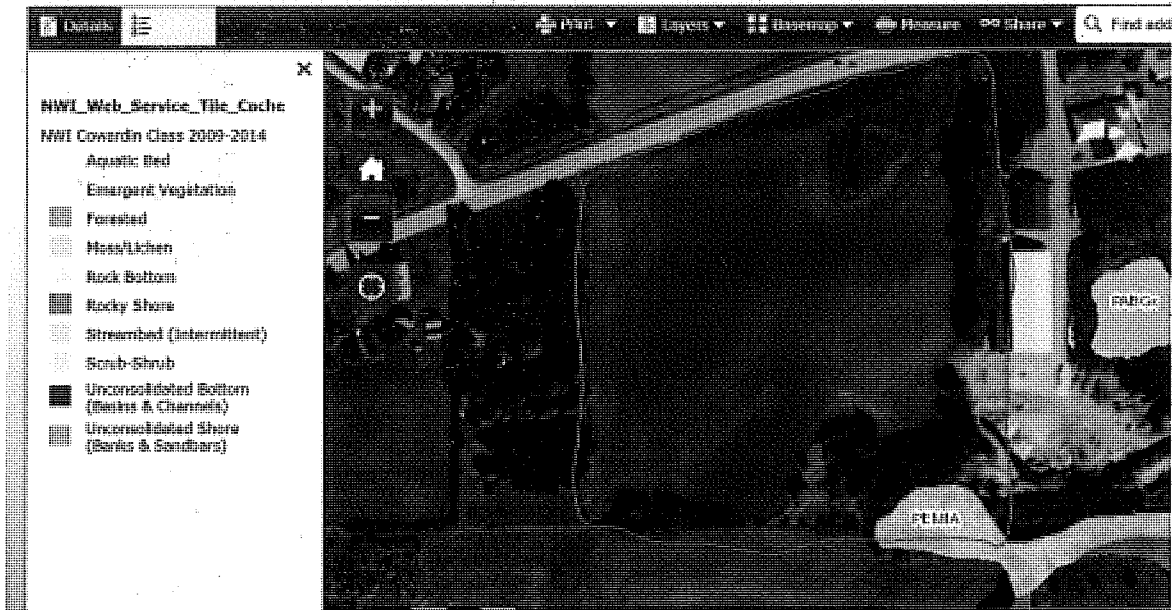 Details
Print
Layers
Basemap
Measure
Share
Find add
NWI_Web_Service_Tile_Cache
NWI Cowardin Class 2009-2014
Aquatic Bed
Emergent Vegetation
Forested
Moss/Lichen
Rock Bottom
Rocky Shore
Streambed (Intermittent)
Scrub-Shrub
Unconsolidated Bottom
(Basins & Channels)
Unconsolidated Shore
(Banks & Sandbars)